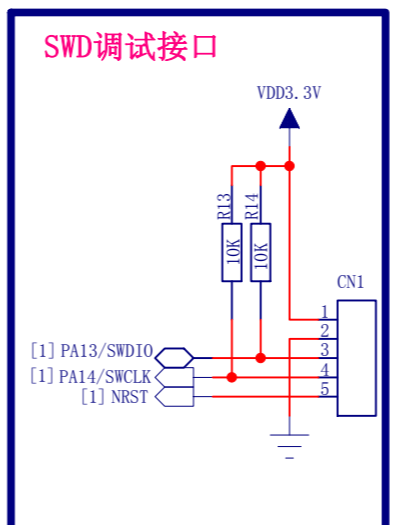 SWD调试接口
VDD3.3V
R13
R14
10K
10K
CN1
1
2
[1] PA13/SWDIO
3
[1] PA14/SWCLK
4
[1] NRST
5